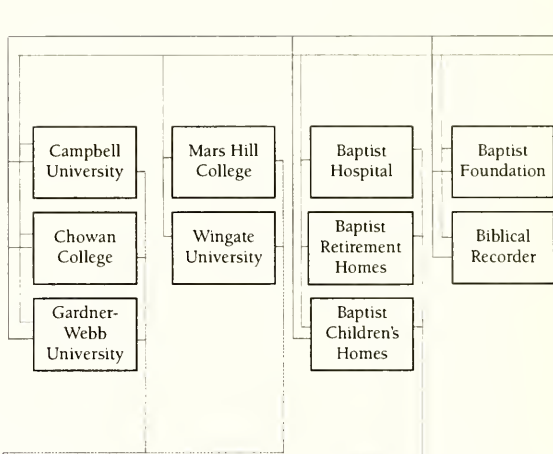 Campbell
University
Mars Hill
College
Baptist
Hospital
Baptist
Foundation
Chowan
College
Wingate
University
Baptist
Retirement
Homes
Biblical
Recorder
Gardner-
Webb
University
Baptist
Children's
Homes